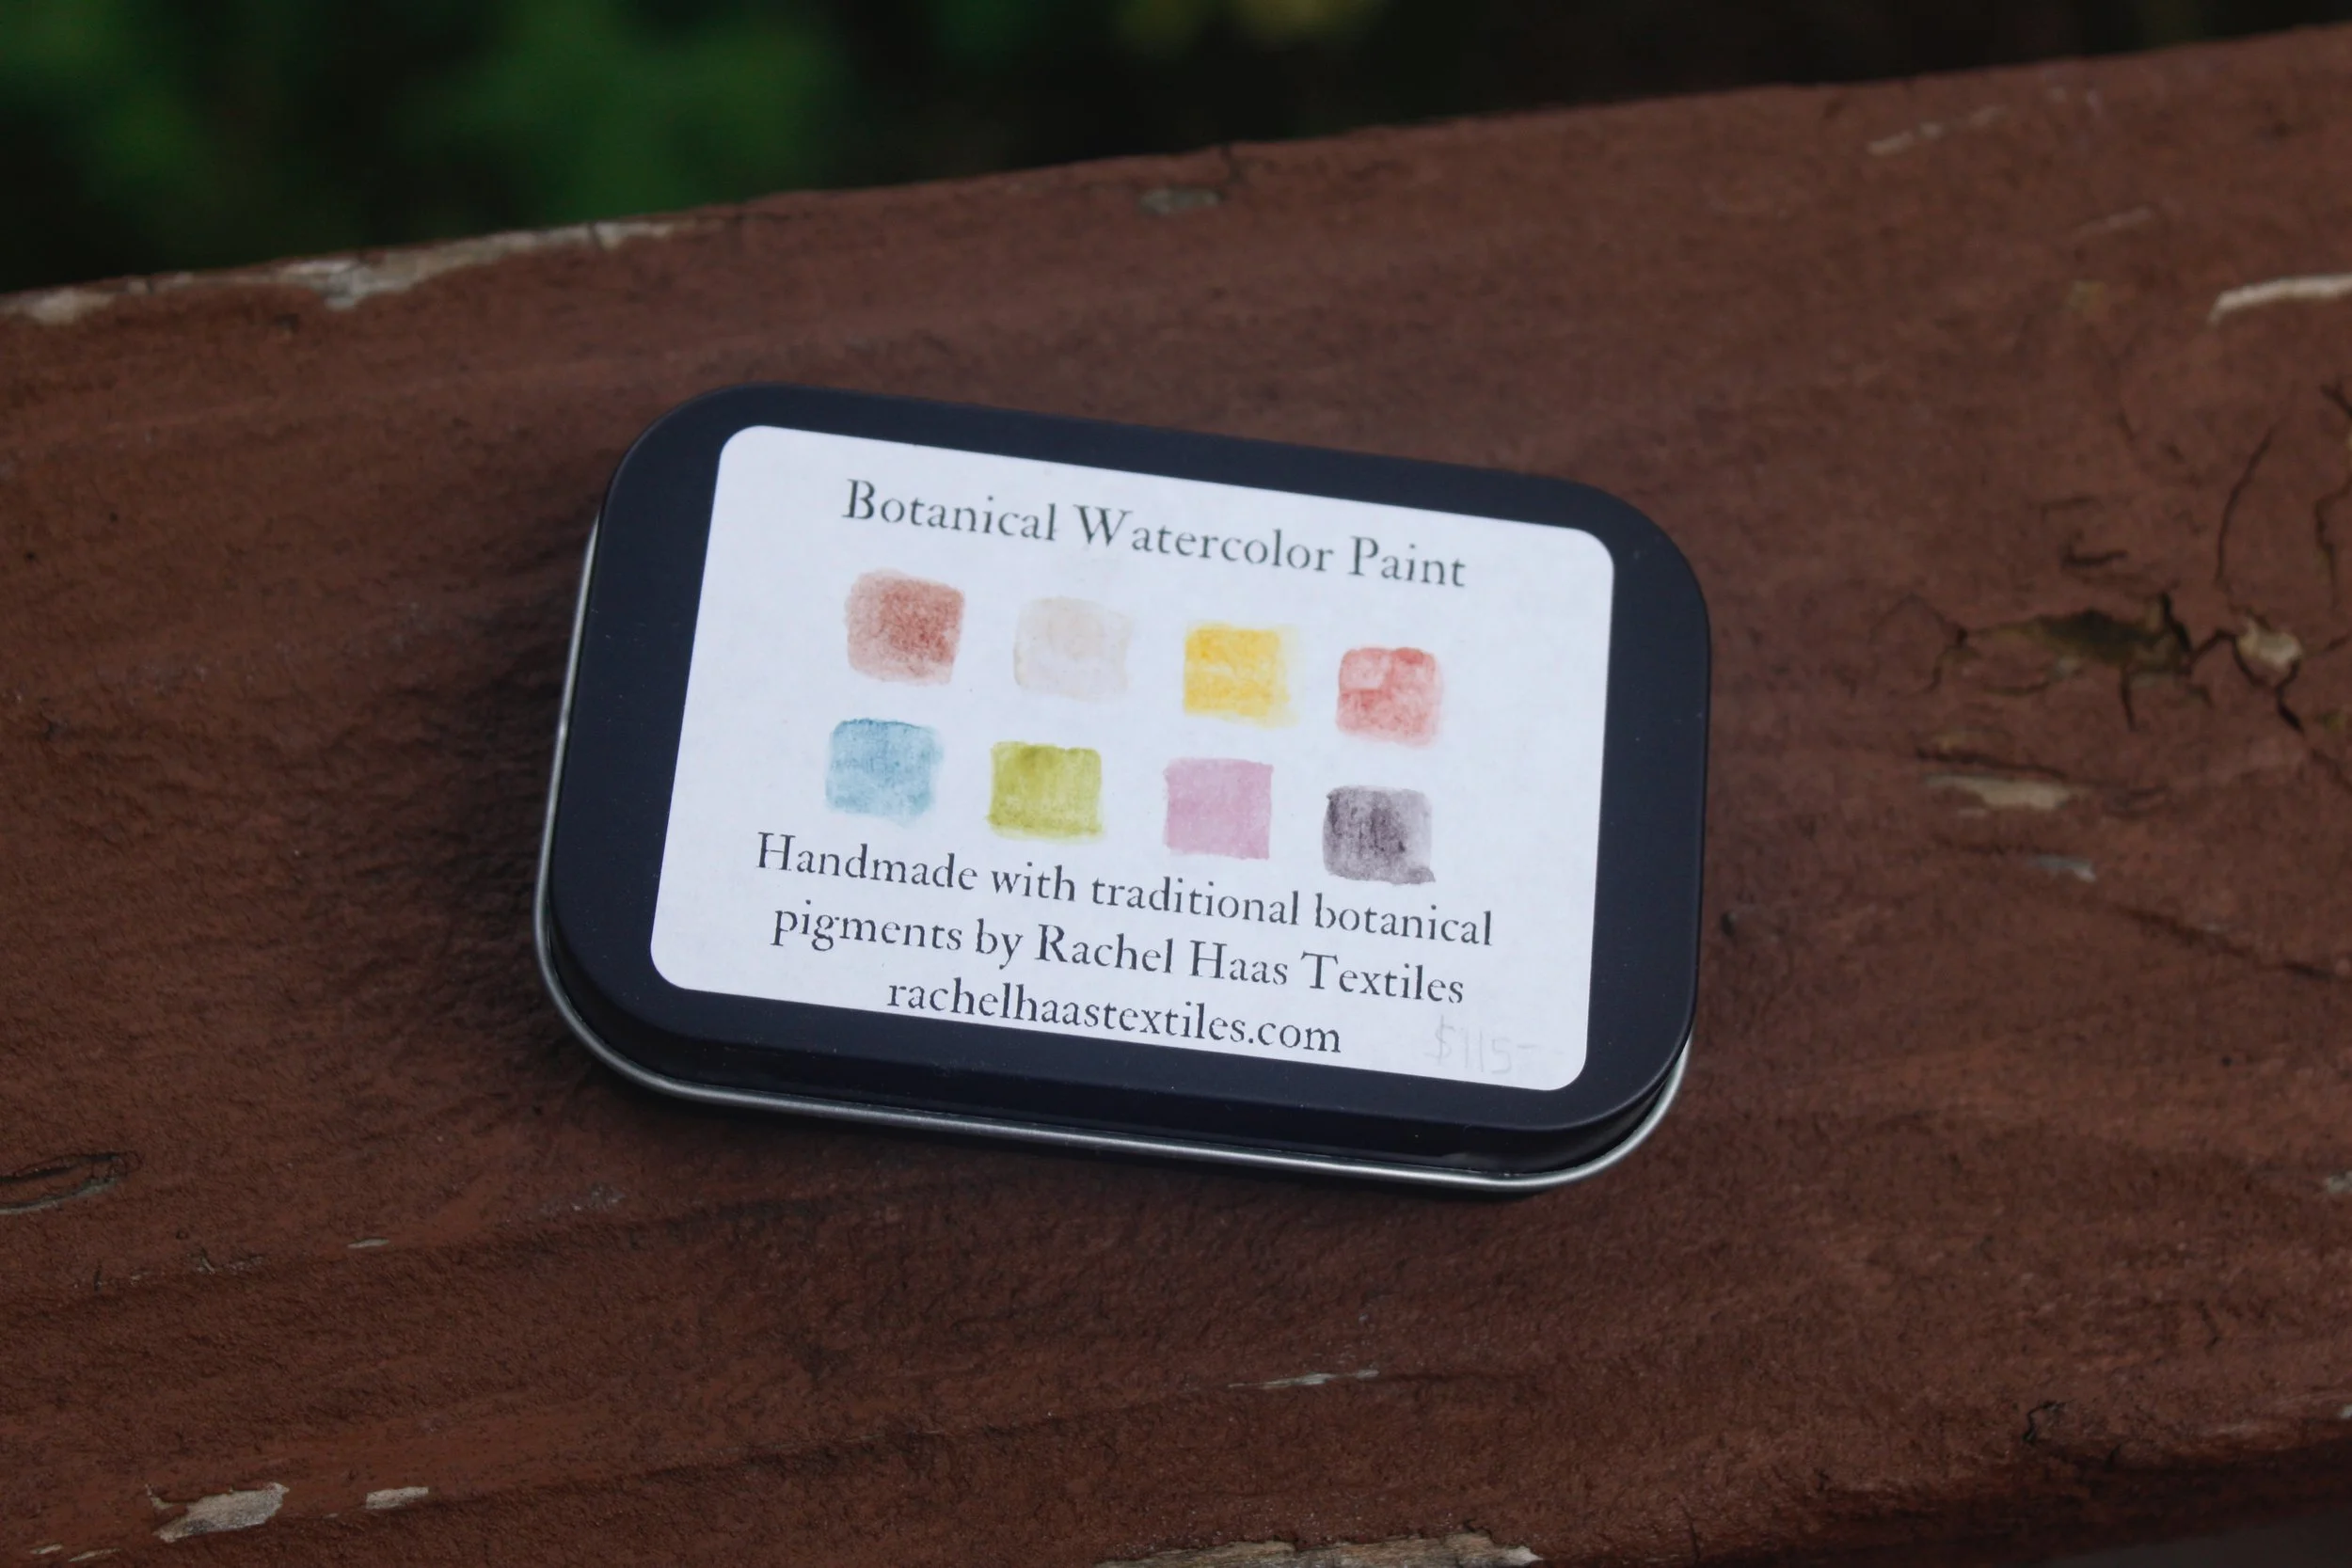 Botanical Watercolor Paint
Handmade with traditional botanical
pigments by Rachel Haas Textiles
rachelhaastextiles.com
$115-